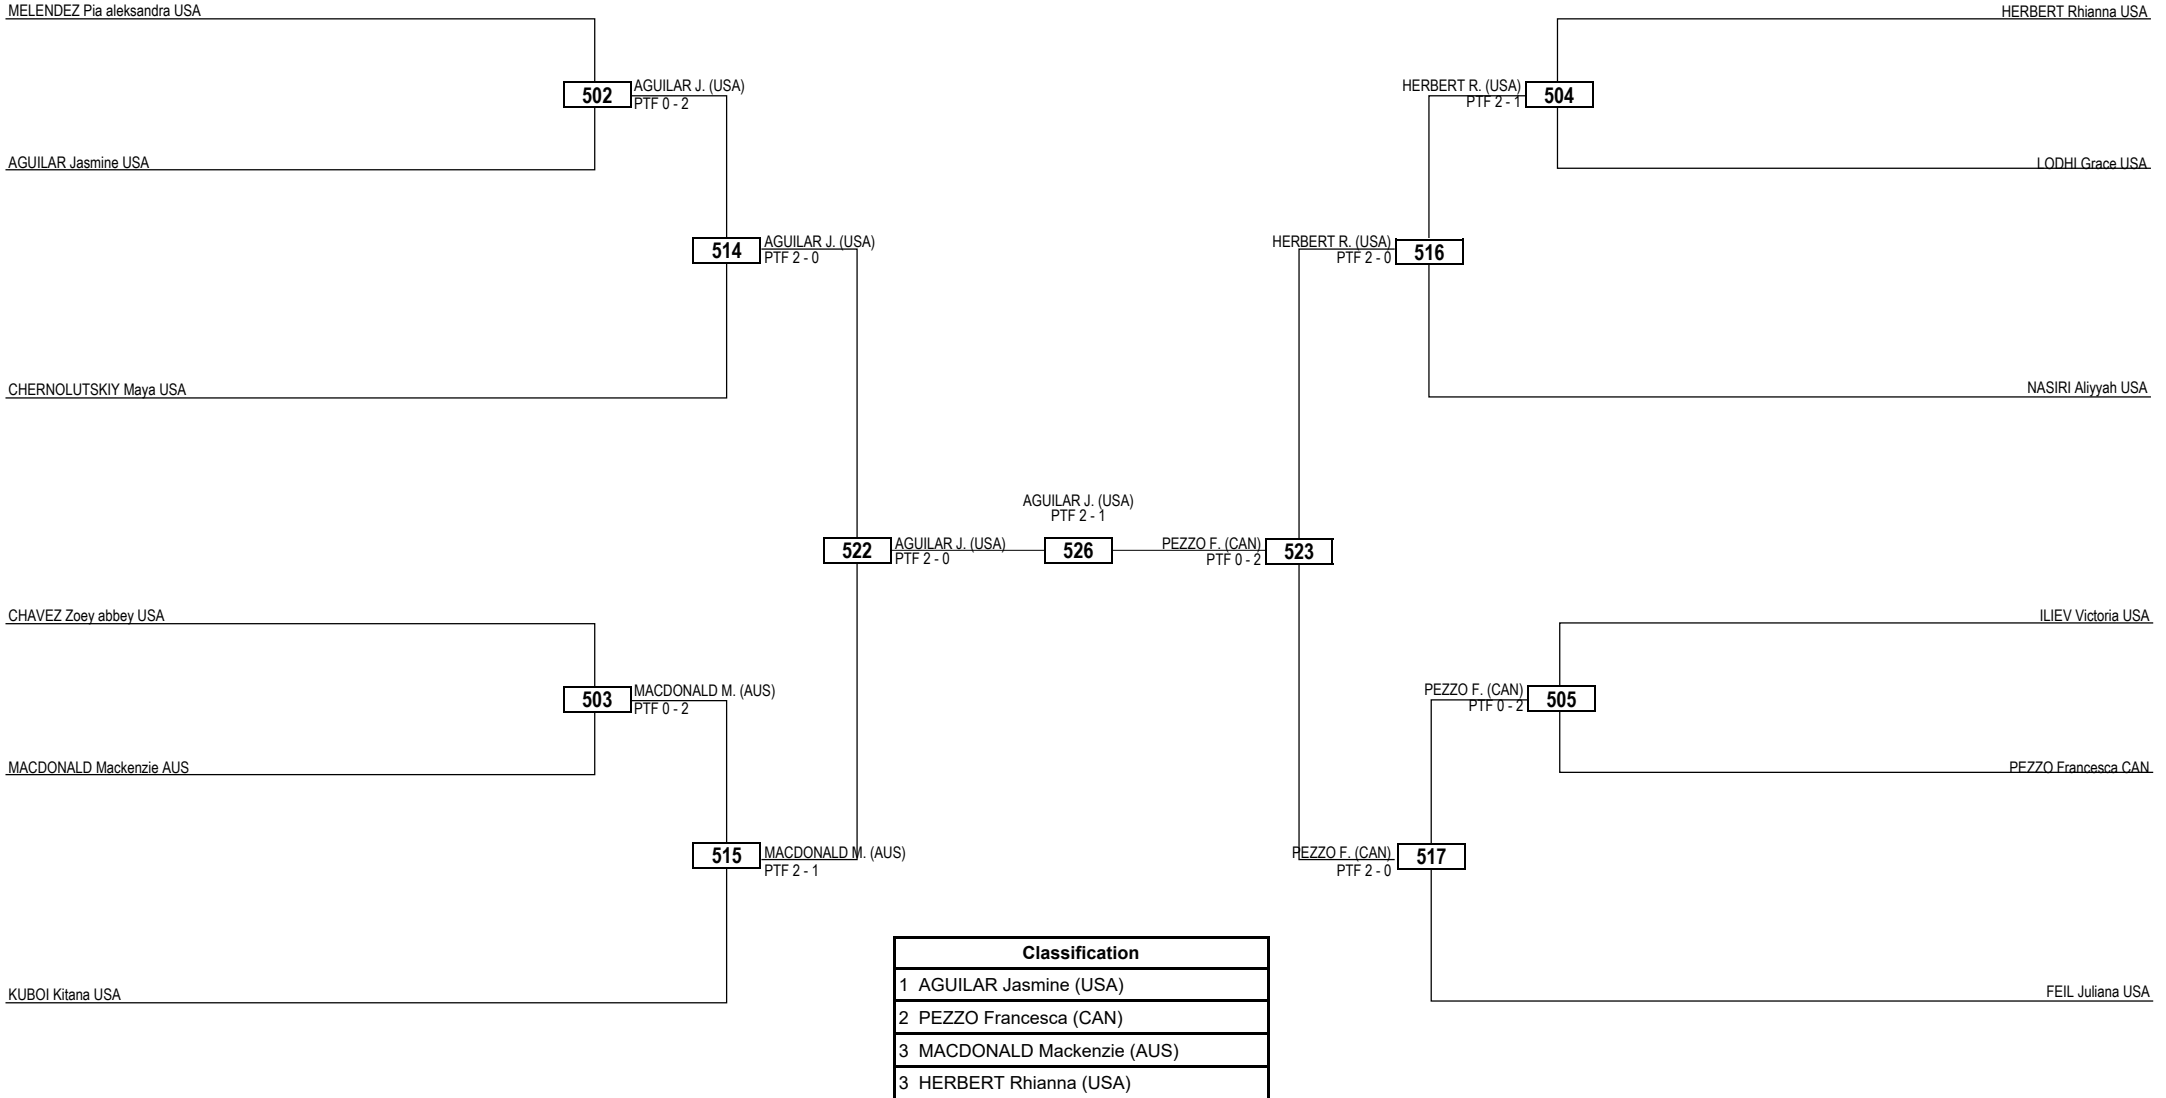 MELENDEZ Pia aleksandra USA
HERBERT Rhianna USA
502
AGUILAR J. (USA)
PTF 0 - 2
HERBERT R. (USA)
PTF 2 - 1
504
AGUILAR Jasmine USA
LODHI Grace USA
514
AGUILAR J. (USA)
PTF 2 - 0
HERBERT R. (USA)
PTF 2 - 0
516
CHERNOLUTSKIY Maya USA
NASIRI Aliyyah USA
AGUILAR J. (USA)
PTF 2 - 1
522
AGUILAR J. (USA)
PTF 2 - 0
526
PEZZO F. (CAN)
PTF 0 - 2
523
CHAVEZ Zoey abbey USA
ILIEV Victoria USA
503
MACDONALD M. (AUS)
PTF 0 - 2
PEZZO F. (CAN)
PTF 0 - 2
505
MACDONALD Mackenzie AUS
PEZZO Francesca CAN
515
MACDONALD M. (AUS)
PTF 2 - 1
PEZZO F. (CAN)
PTF 2 - 0
517
KUBOI Kitana USA
FEIL Juliana USA
Classification
1 AGUILAR Jasmine (USA)
2 PEZZO Francesca (CAN)
3 MACDONALD Mackenzie (AUS)
3 HERBERT Rhianna (USA)